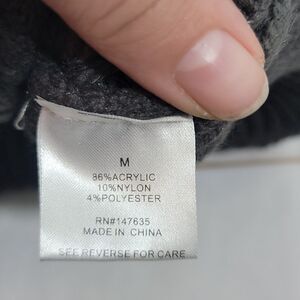 M
86%ACRYLIC
10%NYLON
4%POLYESTER
RN#147635
MADE IN CHINA
SEE REVERSE FOR CARE